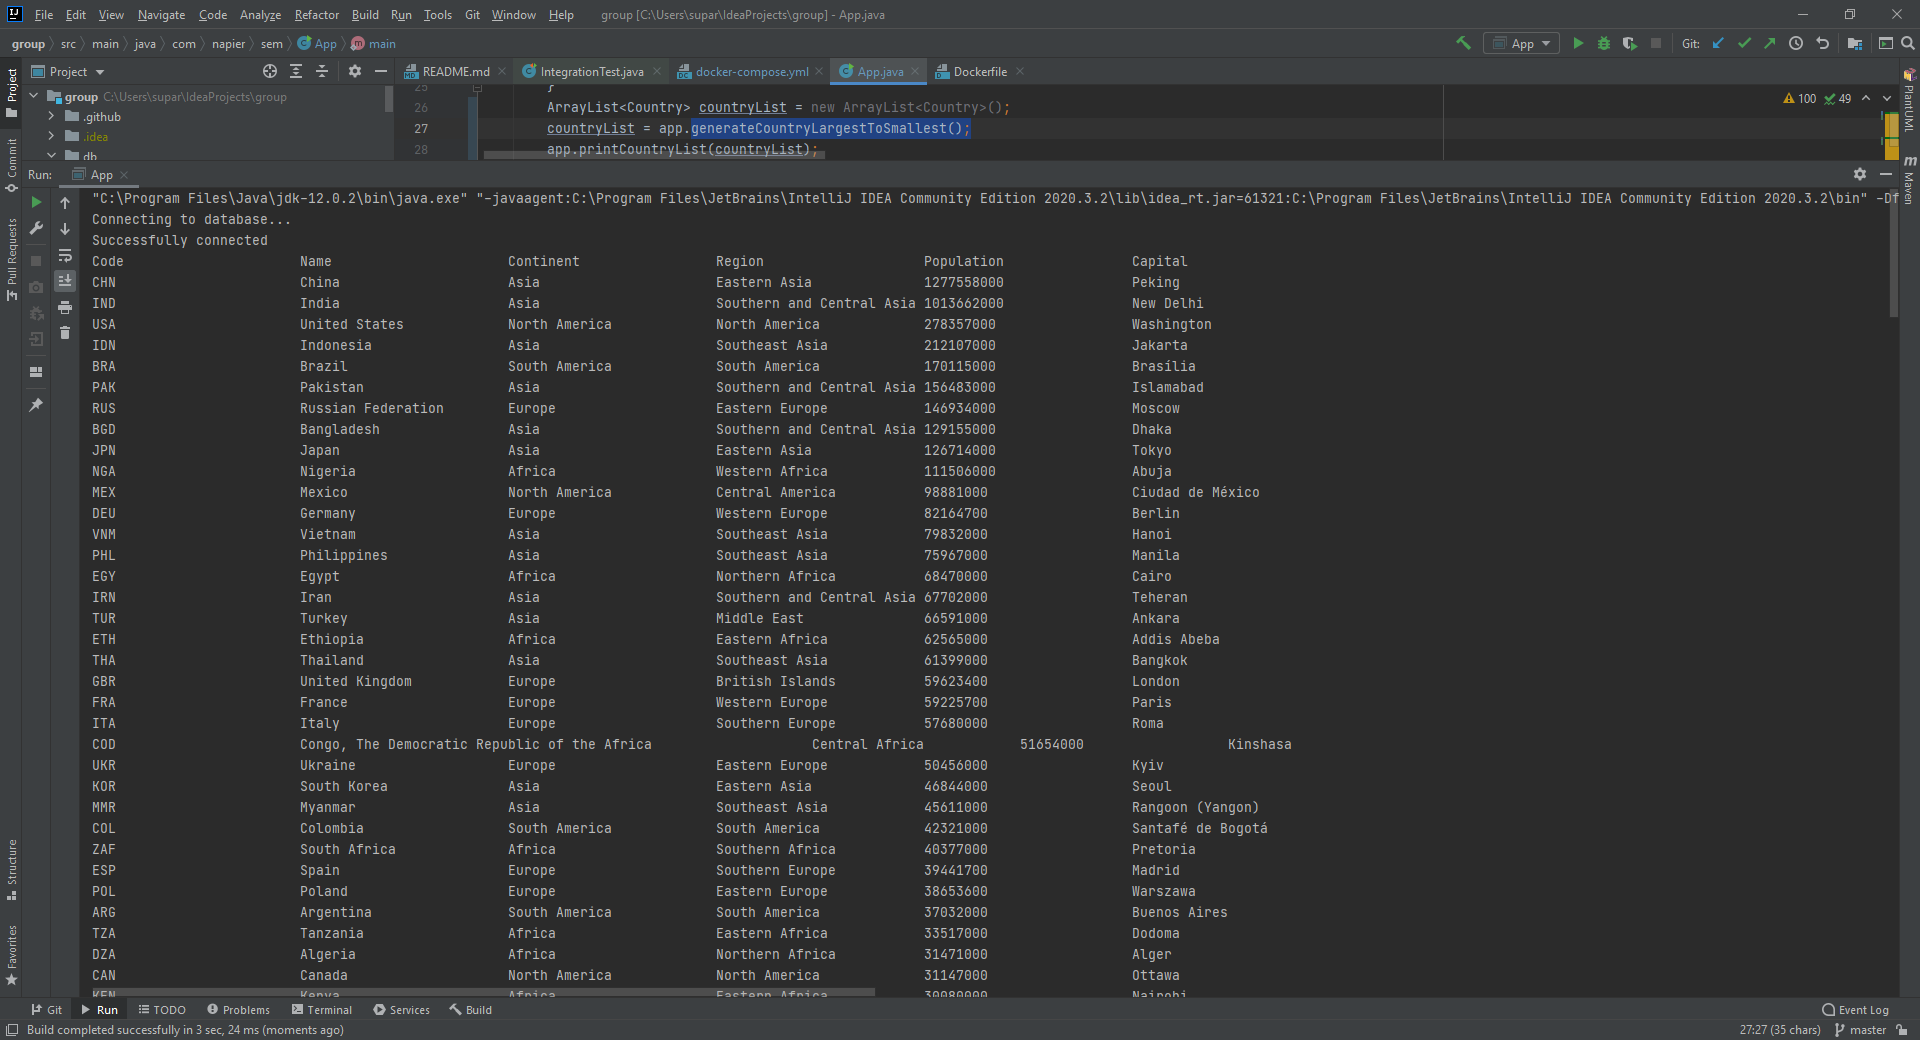 File Edit View Navigate Code Analyze Refactor Build Run Tools Git Window Help group [C:\Users\supar\IdeaProjects\group] - App.java
group src main java com napier sem App main App Git:
Project README.md IntegrationTest.java docker-compose.yml App.java Dockerfile
group C:\Users\supar\IdeaProjects\group
.github
.idea
db
25 }
26 ArrayList<Country> countryList = new ArrayList<Country>();
27 countryList = app.generateCountryLargestToSmallest();
28 app.printCountryList(countryList);
100 49
Project
Commit
Pull Requests
Structure
Favorites
PlantUML
Maven
Run: App
"C:\Program Files\Java\jdk-12.0.2\bin\java.exe" "-javaagent:C:\Program Files\JetBrains\IntelliJ IDEA Community Edition 2020.3.2\lib\idea_rt.jar=61321:C:\Program Files\JetBrains\IntelliJ IDEA Community Edition 2020.3.2\bin" -Df
Connecting to database...
Successfully connected
Code Name Continent Region Population Capital
CHN China Asia Eastern Asia 1277558000 Peking
IND India Asia Southern and Central Asia 1013662000 New Delhi
USA United States North America North America 278357000 Washington
IDN Indonesia Asia Southeast Asia 212107000 Jakarta
BRA Brazil South America South America 170115000 Brasília
PAK Pakistan Asia Southern and Central Asia 156483000 Islamabad
RUS Russian Federation Europe Eastern Europe 146934000 Moscow
BGD Bangladesh Asia Southern and Central Asia 129155000 Dhaka
JPN Japan Asia Eastern Asia 126714000 Tokyo
NGA Nigeria Africa Western Africa 111506000 Abuja
MEX Mexico North America Central America 98881000 Ciudad de México
DEU Germany Europe Western Europe 82164700 Berlin
VNM Vietnam Asia Southeast Asia 79832000 Hanoi
PHL Philippines Asia Southeast Asia 75967000 Manila
EGY Egypt Africa Northern Africa 68470000 Cairo
IRN Iran Asia Southern and Central Asia 67702000 Teheran
TUR Turkey Asia Middle East 66591000 Ankara
ETH Ethiopia Africa Eastern Africa 62565000 Addis Abeba
THA Thailand Asia Southeast Asia 61399000 Bangkok
GBR United Kingdom Europe British Islands 59623400 London
FRA France Europe Western Europe 59225700 Paris
ITA Italy Europe Southern Europe 57680000 Roma
COD Congo, The Democratic Republic of the Africa Central Africa 51654000 Kinshasa
UKR Ukraine Europe Eastern Europe 50456000 Kyiv
KOR South Korea Asia Eastern Asia 46844000 Seoul
MMR Myanmar Asia Southeast Asia 45611000 Rangoon (Yangon)
COL Colombia South America South America 42321000 Santafé de Bogotá
ZAF South Africa Africa Southern Africa 40377000 Pretoria
ESP Spain Europe Southern Europe 39441700 Madrid
POL Poland Europe Eastern Europe 38653600 Warszawa
ARG Argentina South America South America 37032000 Buenos Aires
TZA Tanzania Africa Eastern Africa 33517000 Dodoma
DZA Algeria Africa Northern Africa 31471000 Alger
CAN Canada North America North America 31147000 Ottawa
KEN Kenya Africa Eastern Africa 30080000 Nairobi
Git Run TODO Problems Terminal Services Build Event Log
Build completed successfully in 3 sec, 24 ms (moments ago) 27:27 (35 chars) master